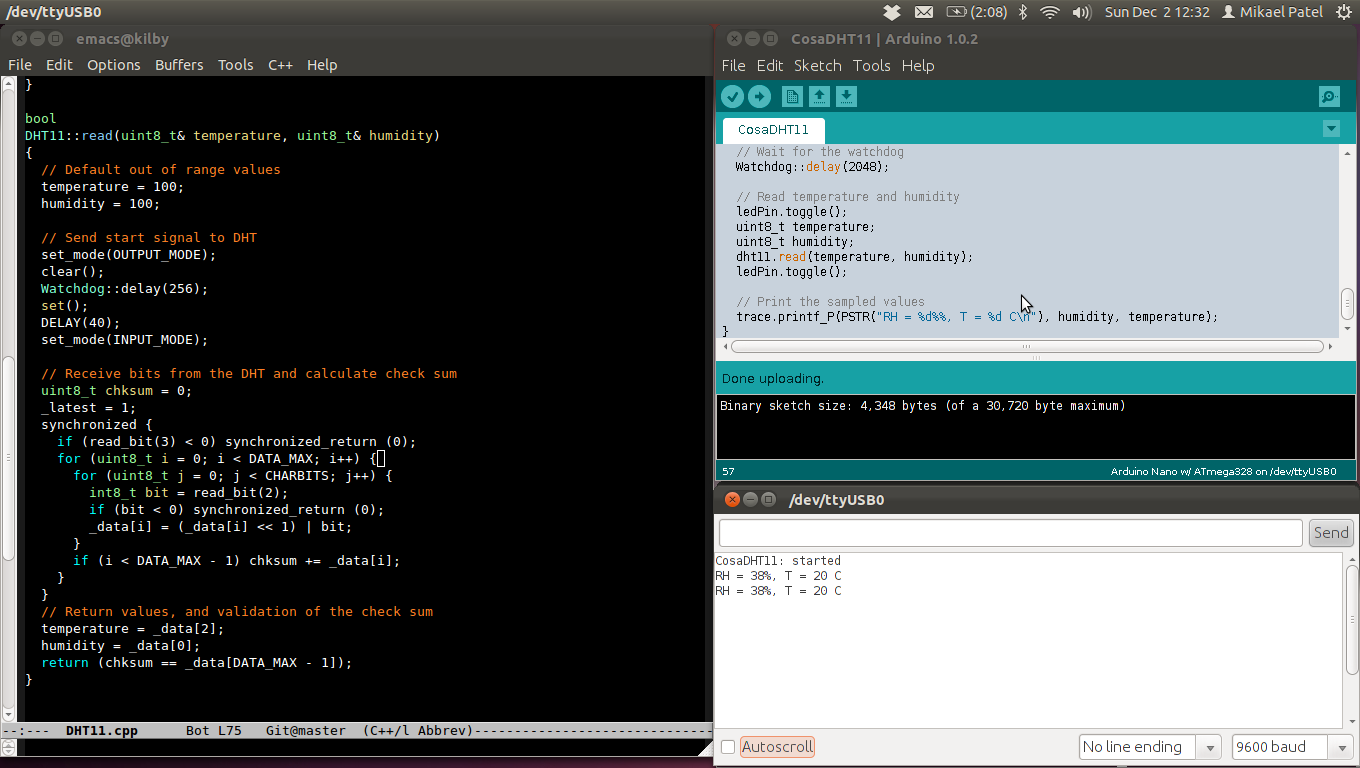 /dev/ttyUSB0
(2:08)
Sun Dec 2 12:32
Mikael Patel
emacs@kilby
File Edit Options Buffers Tools C++ Help
}
bool
DHT11::read(uint8_t& temperature, uint8_t& humidity)
{
// Default out of range values
temperature = 100;
humidity = 100;
// Send start signal to DHT
set_mode(OUTPUT_MODE);
clear();
Watchdog::delay(256);
set();
DELAY(40);
set_mode(INPUT_MODE);
// Receive bits from the DHT and calculate check sum
uint8_t chksum = 0;
_latest = 1;
synchronized {
if (read_bit(3) < 0) synchronized_return (0);
for (uint8_t i = 0; i < DATA_MAX; i++) {
for (uint8_t j = 0; j < CHARBITS; j++) {
int8_t bit = read_bit(2);
if (bit < 0) synchronized_return (0);
_data[i] = (_data[i] << 1) | bit;
}
if (i < DATA_MAX - 1) chksum += _data[i];
}
}
// Return values, and validation of the check sum
temperature = _data[2];
humidity = _data[0];
return (chksum == _data[DATA_MAX - 1]);
}
--:--- DHT11.cpp Bot L75 Git@master (C++/l Abbrev)------------------------------
CosaDHT11 | Arduino 1.0.2
File Edit Sketch Tools Help
CosaDHT11
// Wait for the watchdog
Watchdog::delay(2048);
// Read temperature and humidity
ledPin.toggle();
uint8_t temperature;
uint8_t humidity;
dht11.read(temperature, humidity);
ledPin.toggle();
// Print the sampled values
trace.printf_P(PSTR("RH = %d%%, T = %d C\n"), humidity, temperature);
}
Done uploading.
Binary sketch size: 4,348 bytes (of a 30,720 byte maximum)
57
Arduino Nano w/ ATmega328 on /dev/ttyUSB0
/dev/ttyUSB0
Send
CosaDHT11: started
RH = 38%, T = 20 C
RH = 38%, T = 20 C
Autoscroll
No line ending
9600 baud